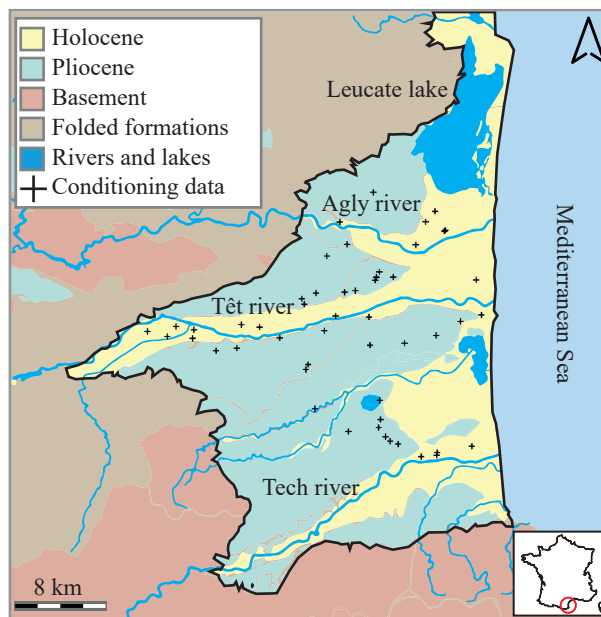 Holocene
Pliocene
Basement
Folded formations
Rivers and lakes
Conditioning data
Leucate lake
Agly river
Mediterranean Sea
Têt river
Tech river
8 km